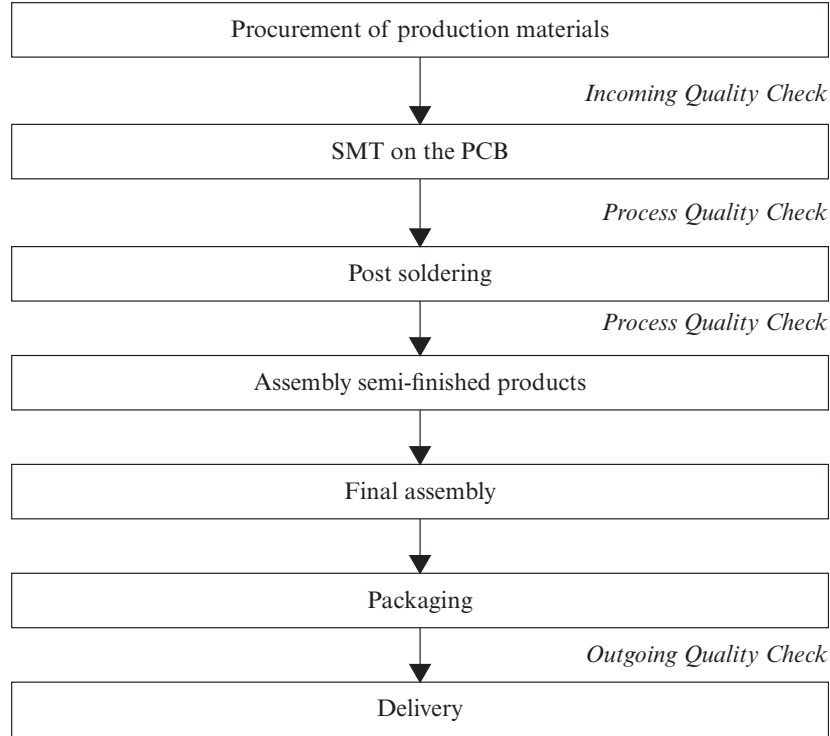 Procurement of production materials
Incoming Quality Check
SMT on the PCB
Process Quality Check
Post soldering
Process Quality Check
Assembly semi-finished products
Final assembly
Packaging
Outgoing Quality Check
Delivery